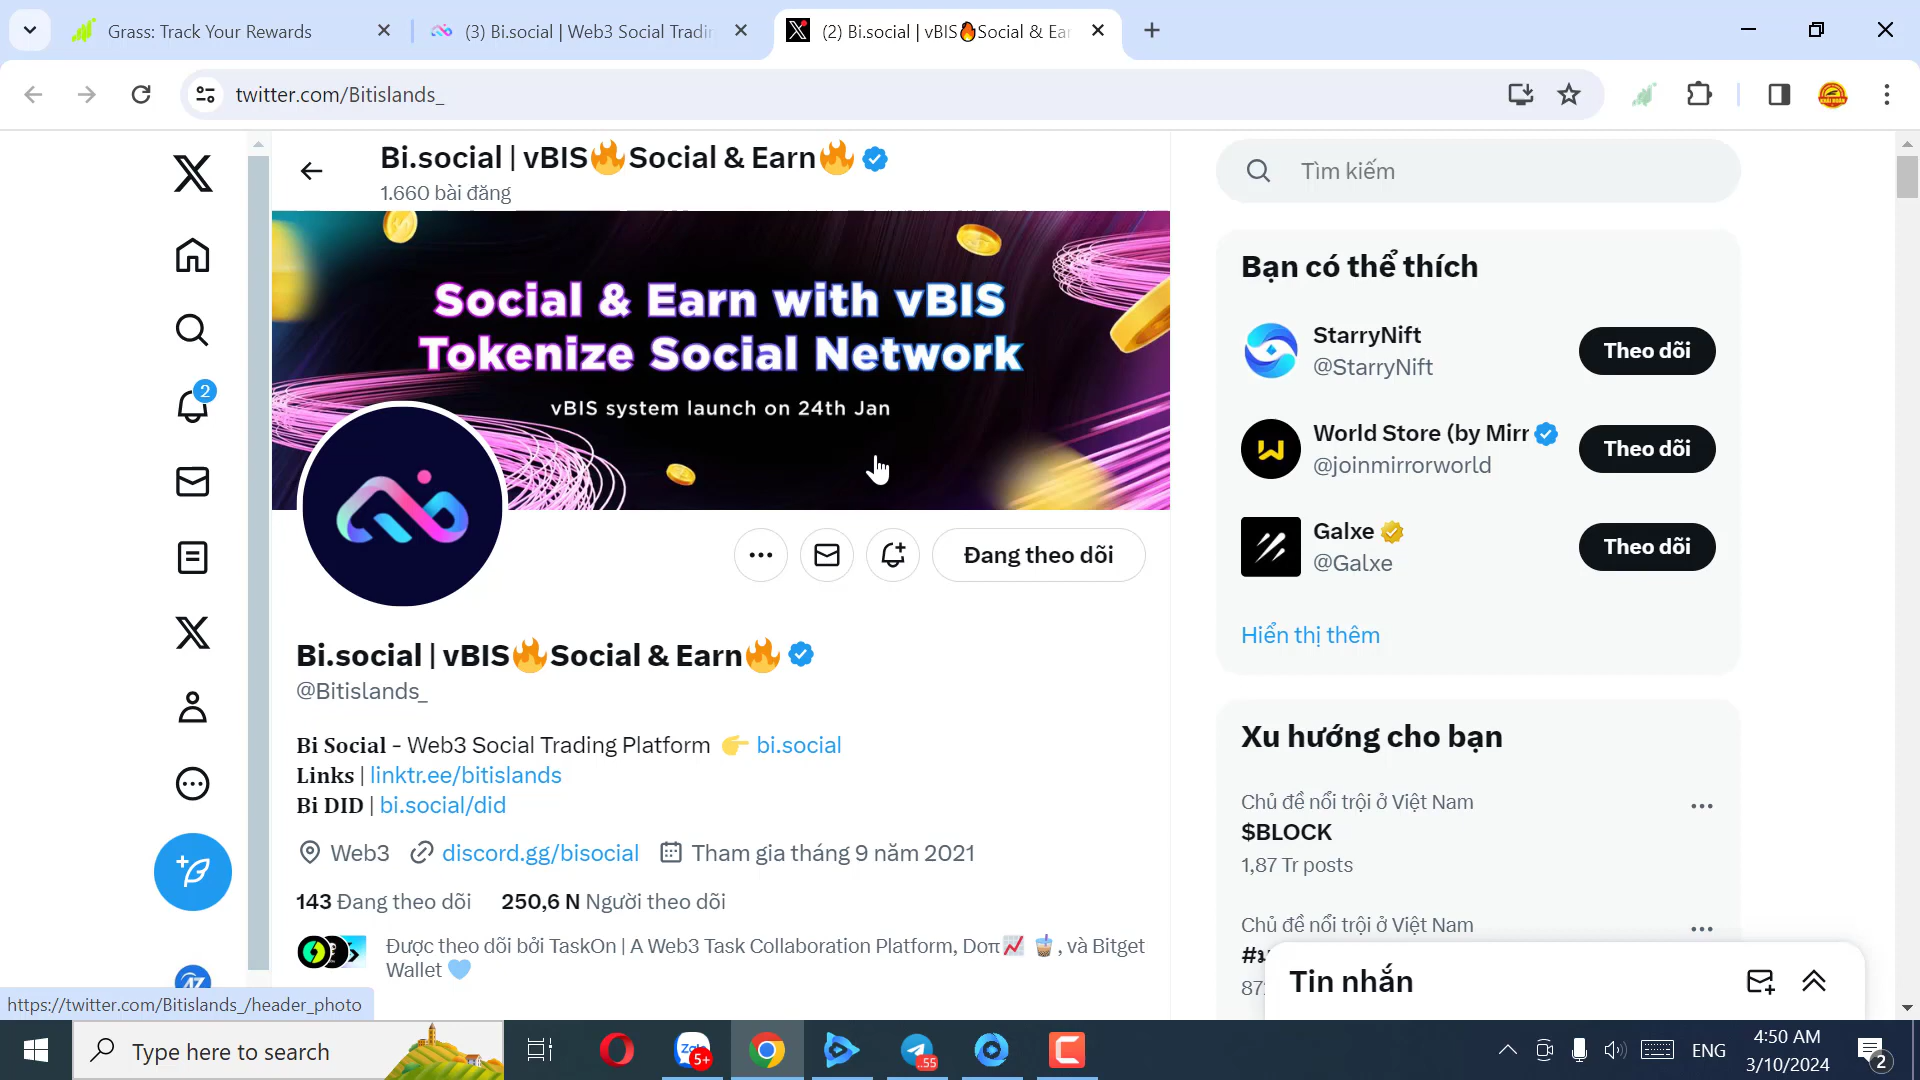 Grass: Track Your Rewards
(3) Bi.social | Web3 Social Tradin
(2) Bi.social | vBIS🔥Social & Ear
twitter.com/Bitislands_
Bi.social | vBIS🔥Social & Earn🔥
1.660 bài đăng
Tìm kiếm
Social & Earn with vBIS
Tokenize Social Network
vBIS system launch on 24th Jan
Bạn có thể thích
StarryNift
@StarryNift
Theo dõi
World Store (by Mirr
@joinmirrorworld
Theo dõi
Galxe
@Galxe
Theo dõi
Hiển thị thêm
2
Đang theo dõi
Bi.social | vBIS🔥Social & Earn🔥
@Bitislands_
Bi Social - Web3 Social Trading Platform 👉 bi.social
Links | linktr.ee/bitislands
Bi DID | bi.social/did
Web3 discord.gg/bisocial Tham gia tháng 9 năm 2021
143 Đang theo dõi 250,6 N Người theo dõi
Được theo dõi bởi TaskOn | A Web3 Task Collaboration Platform, Doπ📈 🧋, và Bitget
Wallet 🩵
Xu hướng cho bạn
Chủ đề nổi trội ở Việt Nam
$BLOCK
1,87 Tr posts
Chủ đề nổi trội ở Việt Nam
Tin nhắn
https://twitter.com/Bitislands_/header_photo
Type here to search
Zalo
5+
..55
ENG
4:50 AM
3/10/2024
2